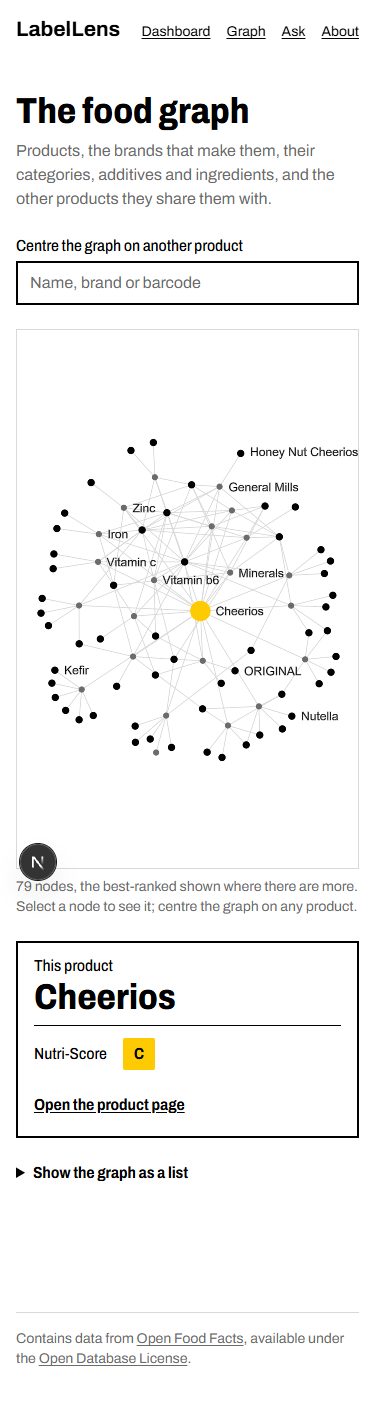 LabelLens Dashboard Graph Ask About
The food graph
Products, the brands that make them, their
categories, additives and ingredients, and the
other products they share them with.
Centre the graph on another product
Name, brand or barcode
Honey Nut Cheerios
General Mills
Zinc
Iron
Vitamin c
Minerals
Vitamin b6
Cheerios
Kefir
ORIGINAL
Nutella
N
79 nodes, the best-ranked shown where there are more.
Select a node to see it; centre the graph on any product.
This product
Cheerios
Nutri-Score C
Open the product page
Show the graph as a list
Contains data from Open Food Facts, available under
the Open Database License.